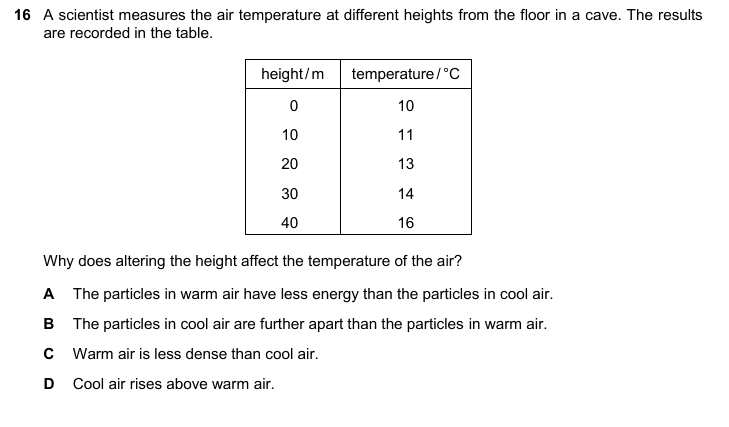 16 A scientist measures the air temperature at different heights from the floor in a cave. The results
are recorded in the table.
height/m temperature/°C
0 10
10 11
20 13
30 14
40 16
Why does altering the height affect the temperature of the air?
A The particles in warm air have less energy than the particles in cool air.
B The particles in cool air are further apart than the particles in warm air.
C Warm air is less dense than cool air.
D Cool air rises above warm air.